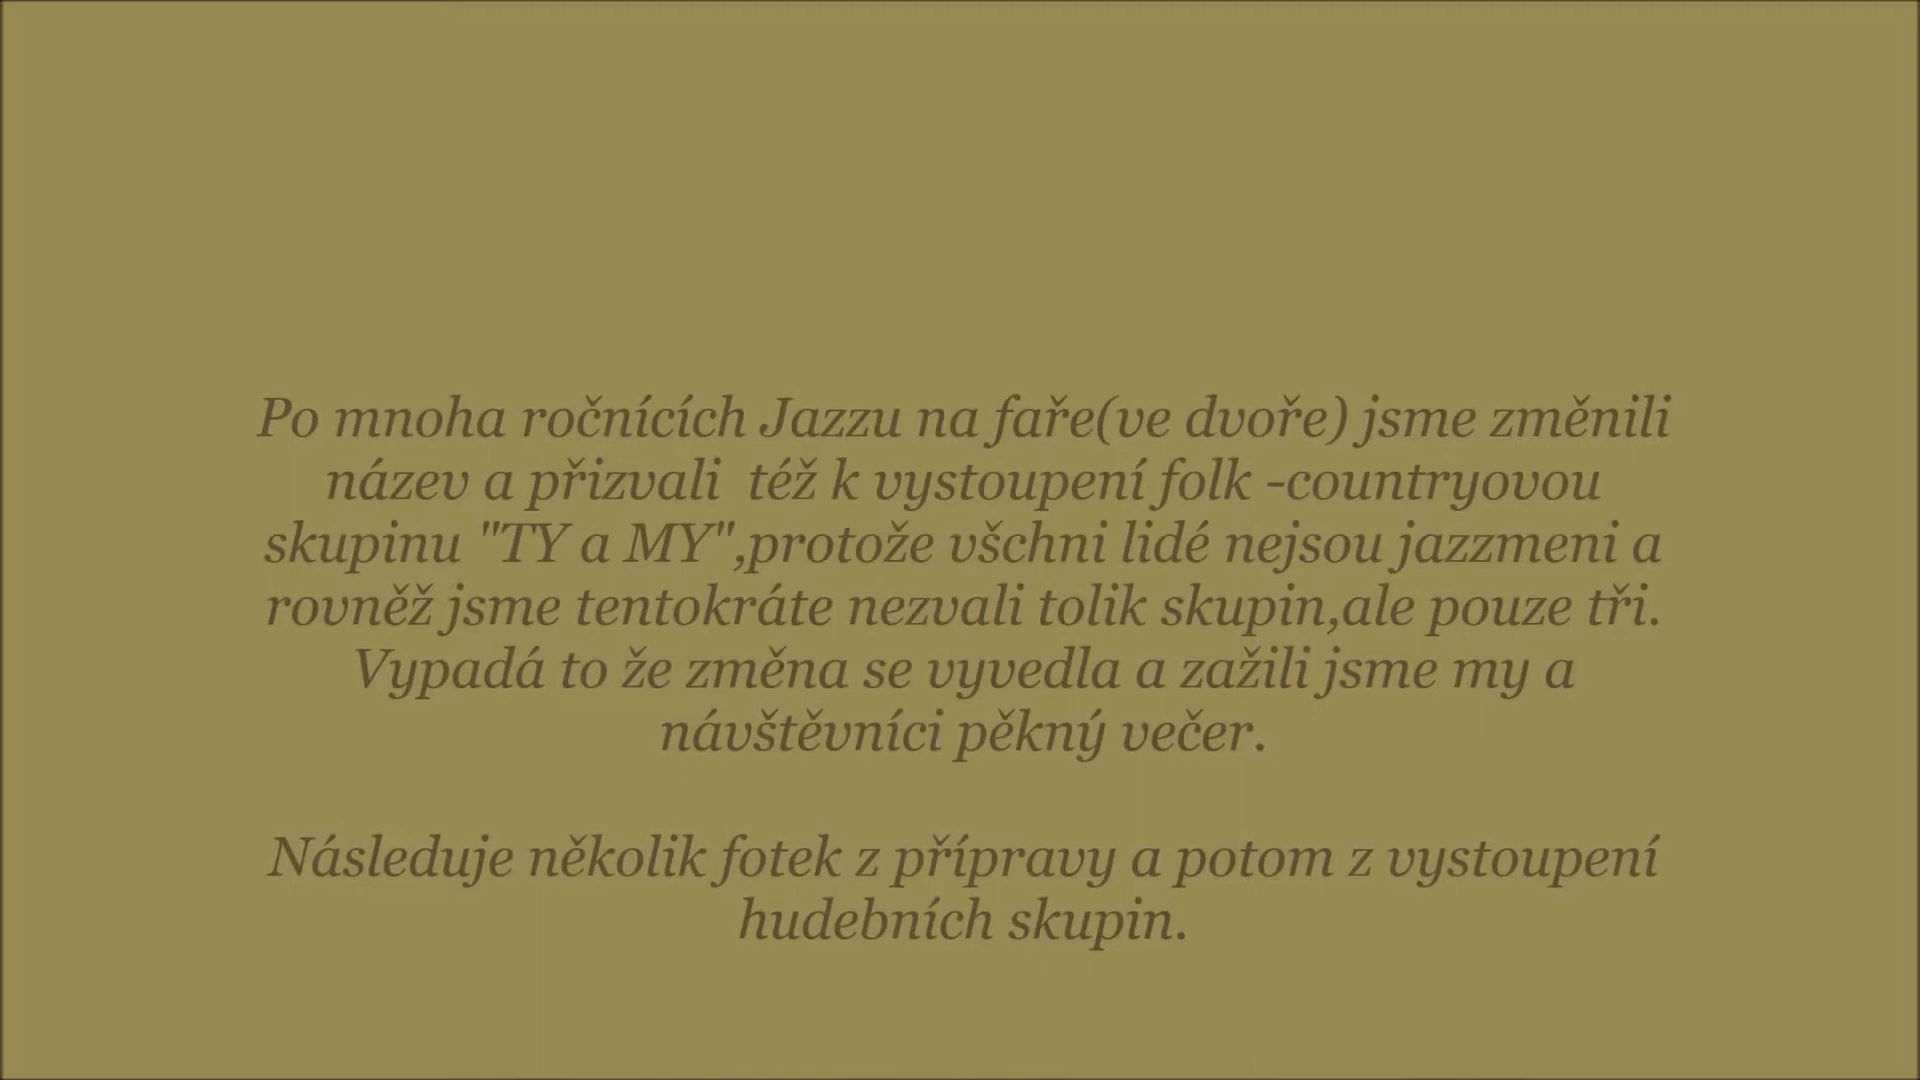 Po mnoha ročnících Jazzu na faře(ve dvoře) jsme změnili
název a přizvali  též k vystoupení folk -countryovou
skupinu "TY a MY",protože všchni lidé nejsou jazzmeni a
rovněž jsme tentokráte nezvali tolik skupin,ale pouze tři.
Vypadá to že změna se vyvedla a zažili jsme my a
návštěvníci pěkný večer.
Následuje několik fotek z přípravy a potom z vystoupení
hudebních skupin.